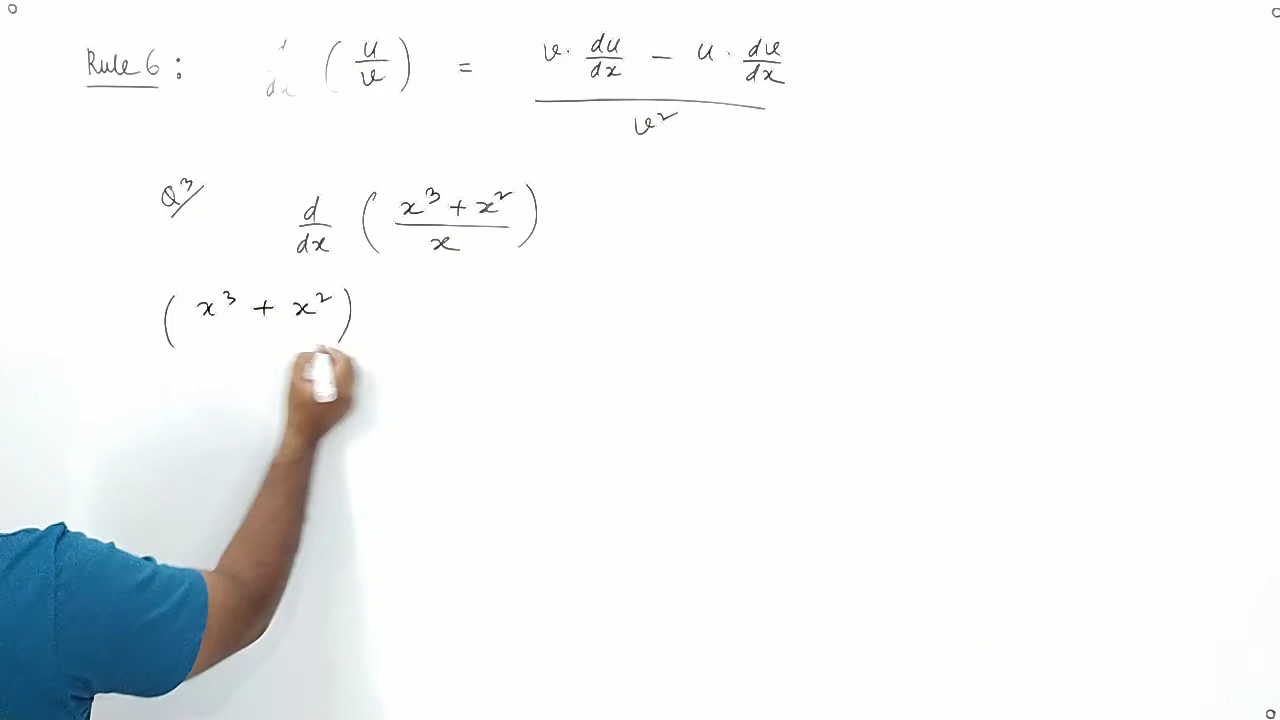 Rule 6 : d/dx ( u/v ) = v · du/dx − u · dv/dx / v²
Q3
d/dx ( x³ + x² / x )
( x³ + x² )